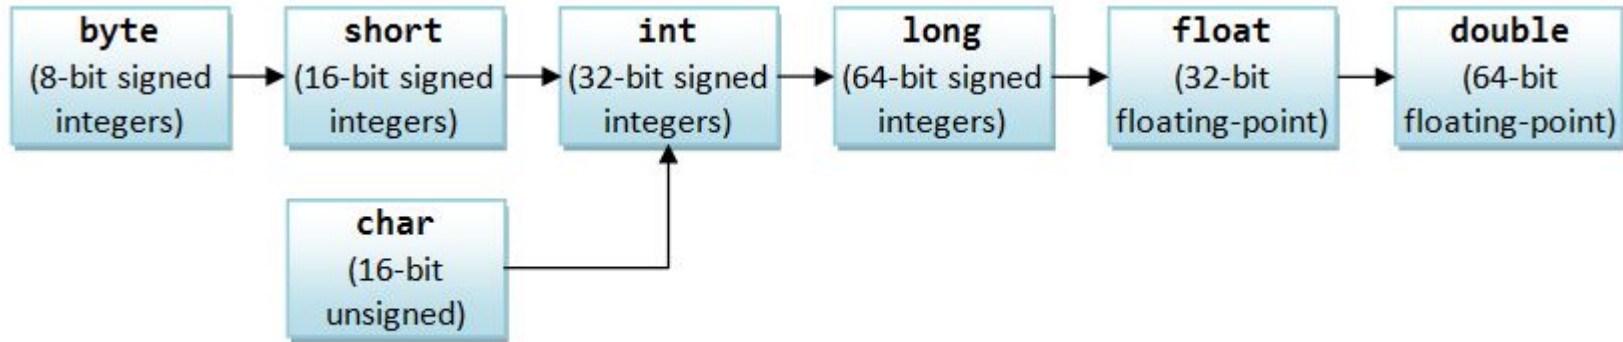 byte
(8-bit signed
integers)
short
(16-bit signed
integers)
int
(32-bit signed
integers)
long
(64-bit signed
integers)
float
(32-bit
floating-point)
double
(64-bit
floating-point)
char
(16-bit
unsigned)